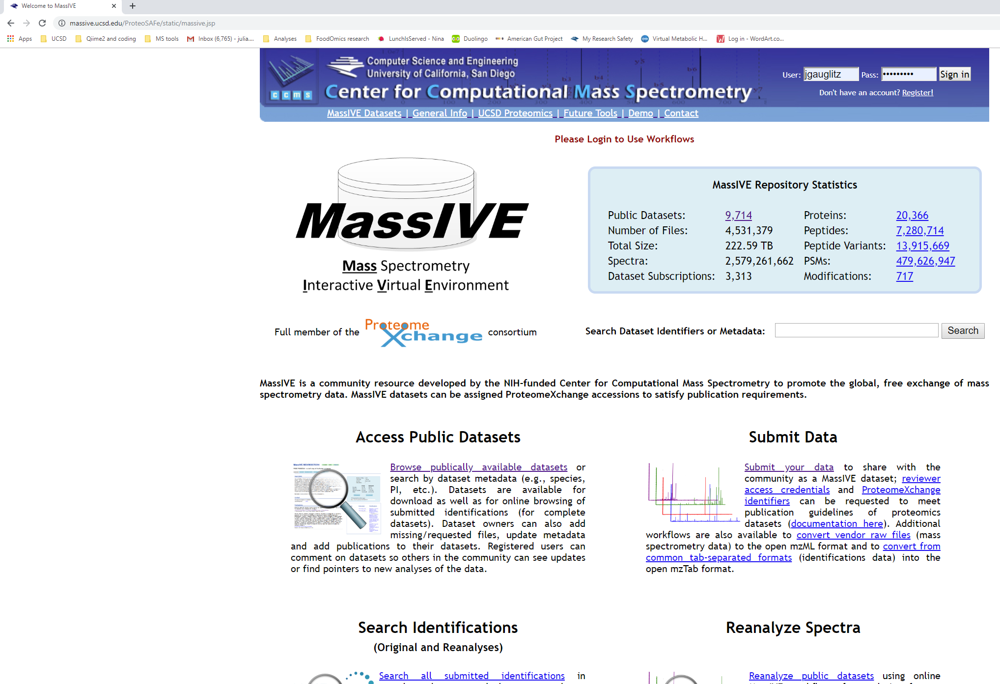 Welcome to MassIVE
massive.ucsd.edu/ProteoSAFe/static/massive.jsp
Apps UCSD Qiime2 and coding MS tools Inbox (6,765) - julia.... Analyses FoodOmics research LunchIsServed - Nina Duolingo American Gut Project My Research Safety Virtual Metabolic H... Log in - WordArt.co...
Computer Science and Engineering
University of California, San Diego
ccms
Center for Computational Mass Spectrometry
User: jgauglitz Pass: ••••••••• Sign in
Don't have an account? Register!
MassIVE Datasets | General Info | UCSD Proteomics | Future Tools | Demo | Contact
Please Login to Use Workflows
MassIVE
Mass Spectrometry
Interactive Virtual Environment
MassIVE Repository Statistics
Public Datasets: 9,714 Proteins: 20,366
Number of Files: 4,531,379 Peptides: 7,280,714
Total Size: 222.59 TB Peptide Variants: 13,915,669
Spectra: 2,579,261,662 PSMs: 479,626,947
Dataset Subscriptions: 3,313 Modifications: 717
Full member of the ProteomeXchange consortium
Search Dataset Identifiers or Metadata: Search
MassIVE is a community resource developed by the NIH-funded Center for Computational Mass Spectrometry to promote the global, free exchange of mass
spectrometry data. MassIVE datasets can be assigned ProteomeXchange accessions to satisfy publication requirements.
Access Public Datasets
Browse publically available datasets or
search by dataset metadata (e.g., species,
PI, etc.). Datasets are available for
download as well as for online browsing of
submitted identifications (for complete
datasets). Dataset owners can also add
missing/requested files, update metadata
and add publications to their datasets. Registered users can
comment on datasets so others in the community can see updates
or find pointers to new analyses of the data.
Submit Data
Submit your data to share with the
community as a MassIVE dataset; reviewer
access credentials and ProteomeXchange
identifiers can be requested to meet
publication guidelines of proteomics
datasets (documentation here). Additional
workflows are also available to convert vendor raw files (mass
spectrometry data) to the open mzML format and to convert from
common tab-separated formats (identifications data) into the
open mzTab format.
Search Identifications
(Original and Reanalyses)
Search all submitted identifications in
Reanalyze Spectra
Reanalyze public datasets using online